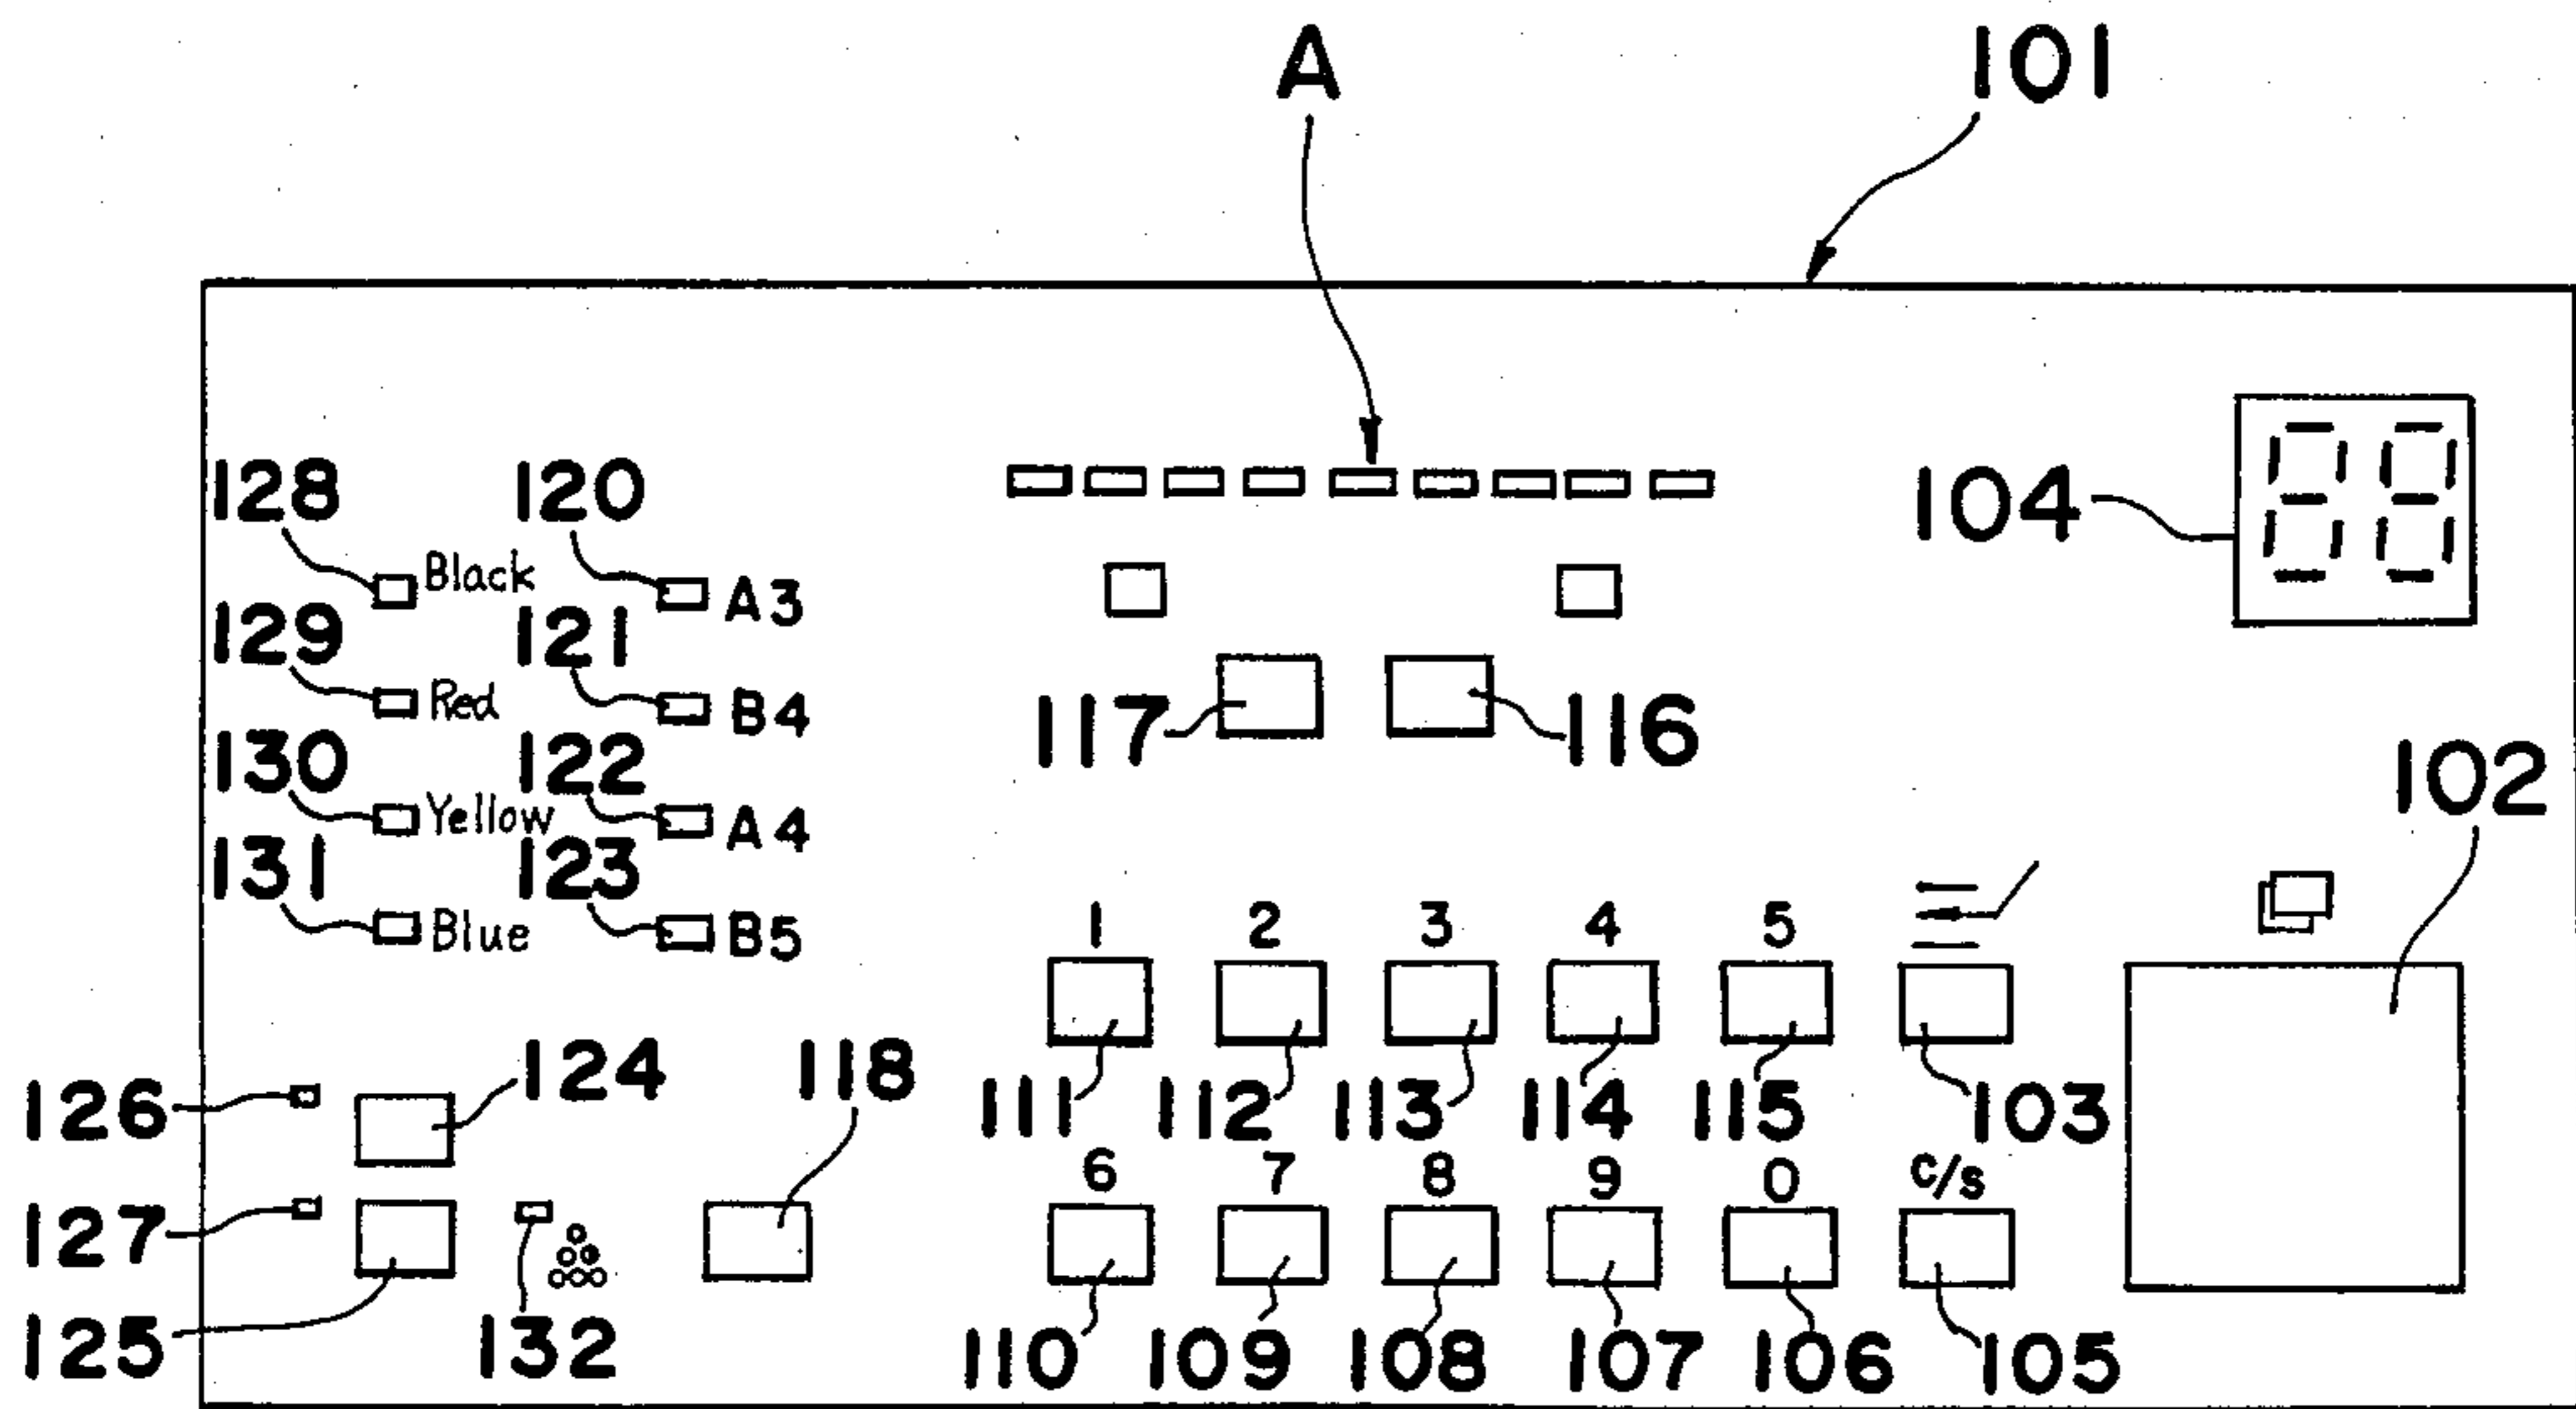 A 101
128 120 104
Black A3
129 121
Red B4 117 116
130 122 102
Yellow A4
131 123
Blue B5 1 2 3 4 5
126 124 118 111 112 113 114 115 103
6 7 8 9 0 C/S
127
125 132 110 109 108 107 106 105